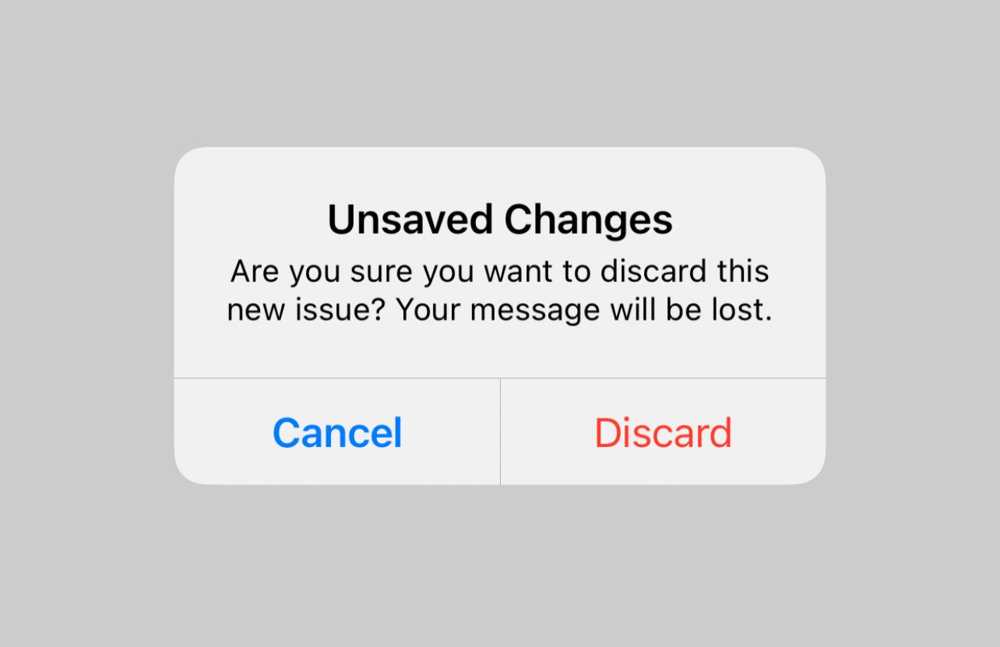 Unsaved Changes
Are you sure you want to discard this
new issue? Your message will be lost.
Cancel
Discard